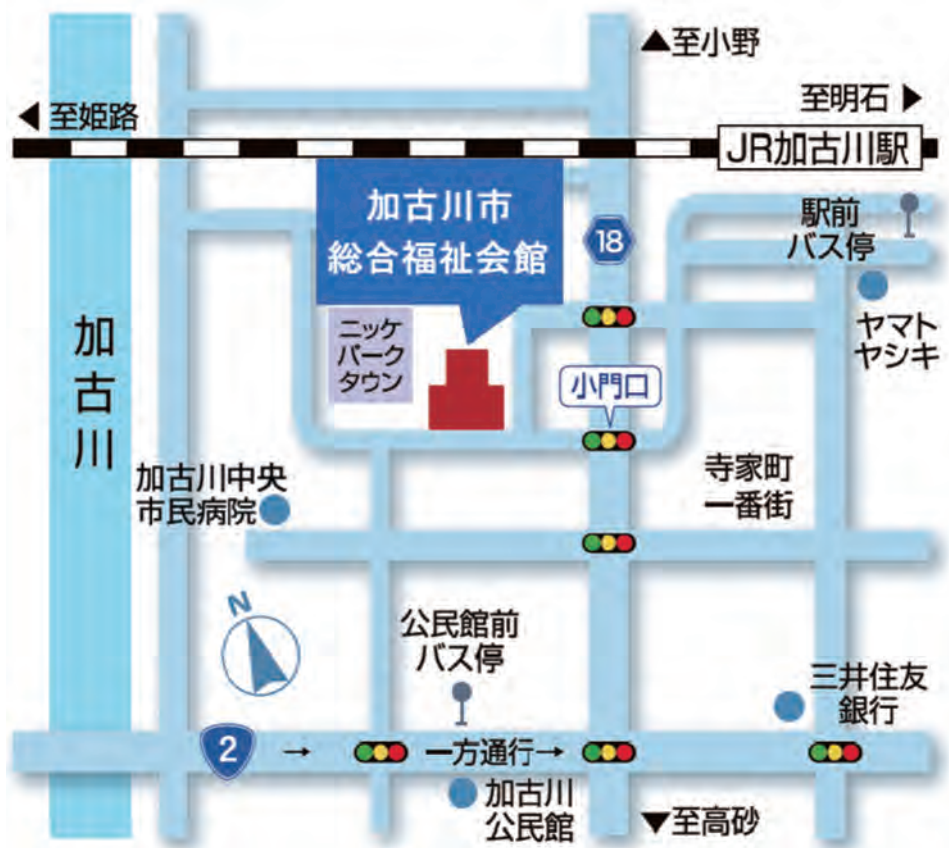 ▲至小野
◀至姫路
至明石▶
JR加古川駅
加古川市
総合福祉会館
18
駅前
バス停
ヤマト
ヤシキ
ニッケ
パーク
タウン
小門口
加古川
加古川中央
市民病院
寺家町
一番街
N
公民館前
バス停
三井住友
銀行
2
→
一方通行→
加古川
公民館
▼至高砂